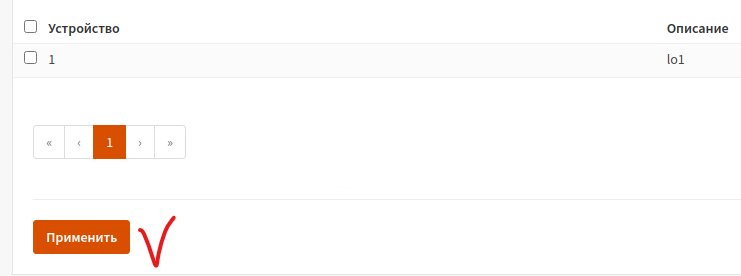 Устройство Описание
1 lo1
« ‹ 1 › »
Применить